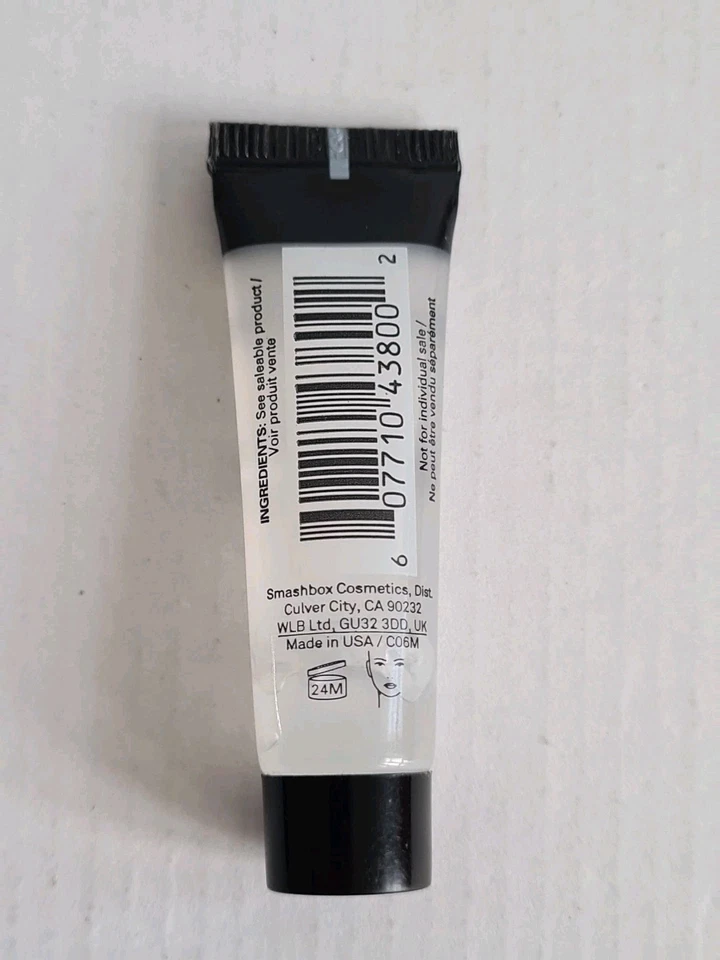 INGREDIENTS: See saleable product /
Voir produit vente
6 07710 43800 2
Not for individual sale /
Ne peut être vendu séparément
Smashbox Cosmetics, Dist.
Culver City, CA 90232
WLB Ltd, GU32 3DD, UK
Made in USA / C06M
24M